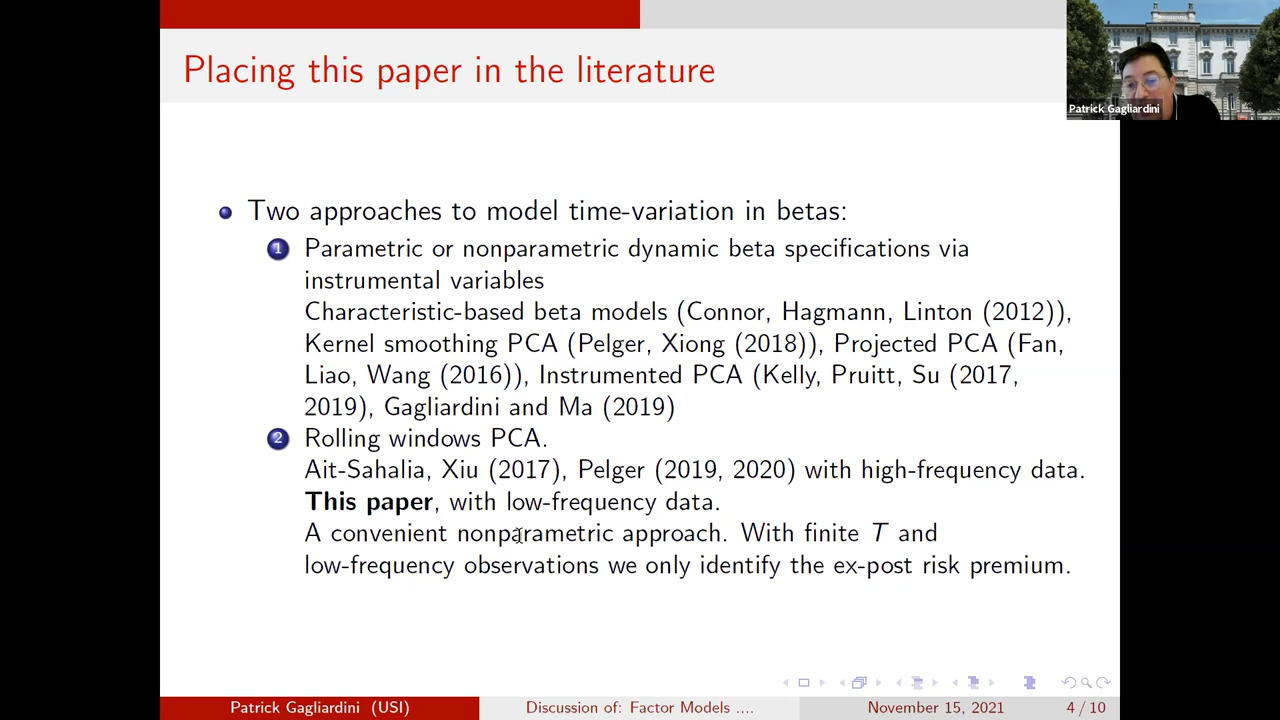 Placing this paper in the literature
Patrick Gagliardini
Two approaches to model time-variation in betas:
1 Parametric or nonparametric dynamic beta specifications via
instrumental variables
Characteristic-based beta models (Connor, Hagmann, Linton (2012)),
Kernel smoothing PCA (Pelger, Xiong (2018)), Projected PCA (Fan,
Liao, Wang (2016)), Instrumented PCA (Kelly, Pruitt, Su (2017,
2019), Gagliardini and Ma (2019)
2 Rolling windows PCA.
Ait-Sahalia, Xiu (2017), Pelger (2019, 2020) with high-frequency data.
This paper, with low-frequency data.
A convenient nonparametric approach. With finite T and
low-frequency observations we only identify the ex-post risk premium.
Patrick Gagliardini (USI)
Discussion of: Factor Models ....
November 15, 2021
4 / 10